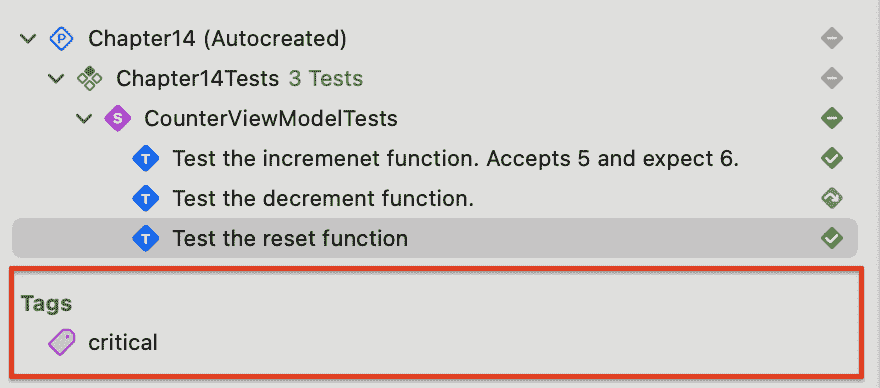 P Chapter14 (Autocreated)
Chapter14Tests 3 Tests
S CounterViewModelTests
T Test the incremenet function. Accepts 5 and expect 6.
T Test the decrement function.
T Test the reset function
Tags
critical